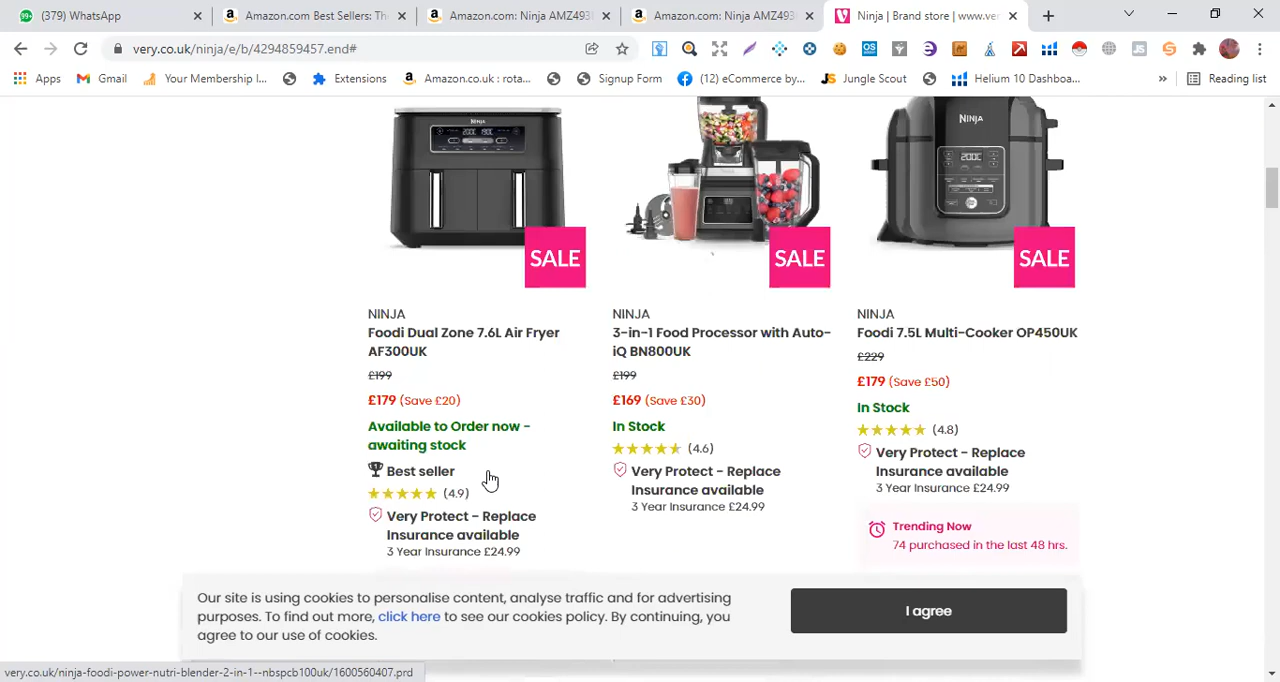 (379) WhatsApp
Amazon.com Best Sellers: The
Amazon.com: Ninja AMZ493B
Amazon.com: Ninja AMZ493
Ninja | Brand store | www.ver
very.co.uk/ninja/e/b/4294859457.end#
Apps
Gmail
Your Membership I...
Extensions
Amazon.co.uk : rota...
Signup Form
(12) eCommerce by...
Jungle Scout
Helium 10 Dashboa...
»
Reading list
NINJA
200C 190C
SALE
SALE
NINJA
200C
SALE
NINJA
Foodi Dual Zone 7.6L Air Fryer
AF300UK
£199
£179 (Save £20)
Available to Order now -
awaiting stock
Best seller
(4.9)
Very Protect - Replace
Insurance available
3 Year Insurance £24.99
NINJA
3-in-1 Food Processor with Auto-
iQ BN800UK
£199
£169 (Save £30)
In Stock
(4.6)
Very Protect - Replace
Insurance available
3 Year Insurance £24.99
NINJA
Foodi 7.5L Multi-Cooker OP450UK
£229
£179 (Save £50)
In Stock
(4.8)
Very Protect - Replace
Insurance available
3 Year Insurance £24.99
Trending Now
74 purchased in the last 48 hrs.
Our site is using cookies to personalise content, analyse traffic and for advertising
purposes. To find out more, click here to see our cookies policy. By continuing, you
agree to our use of cookies.
I agree
very.co.uk/ninja-foodi-power-nutri-blender-2-in-1--nbspcb100uk/1600560407.prd